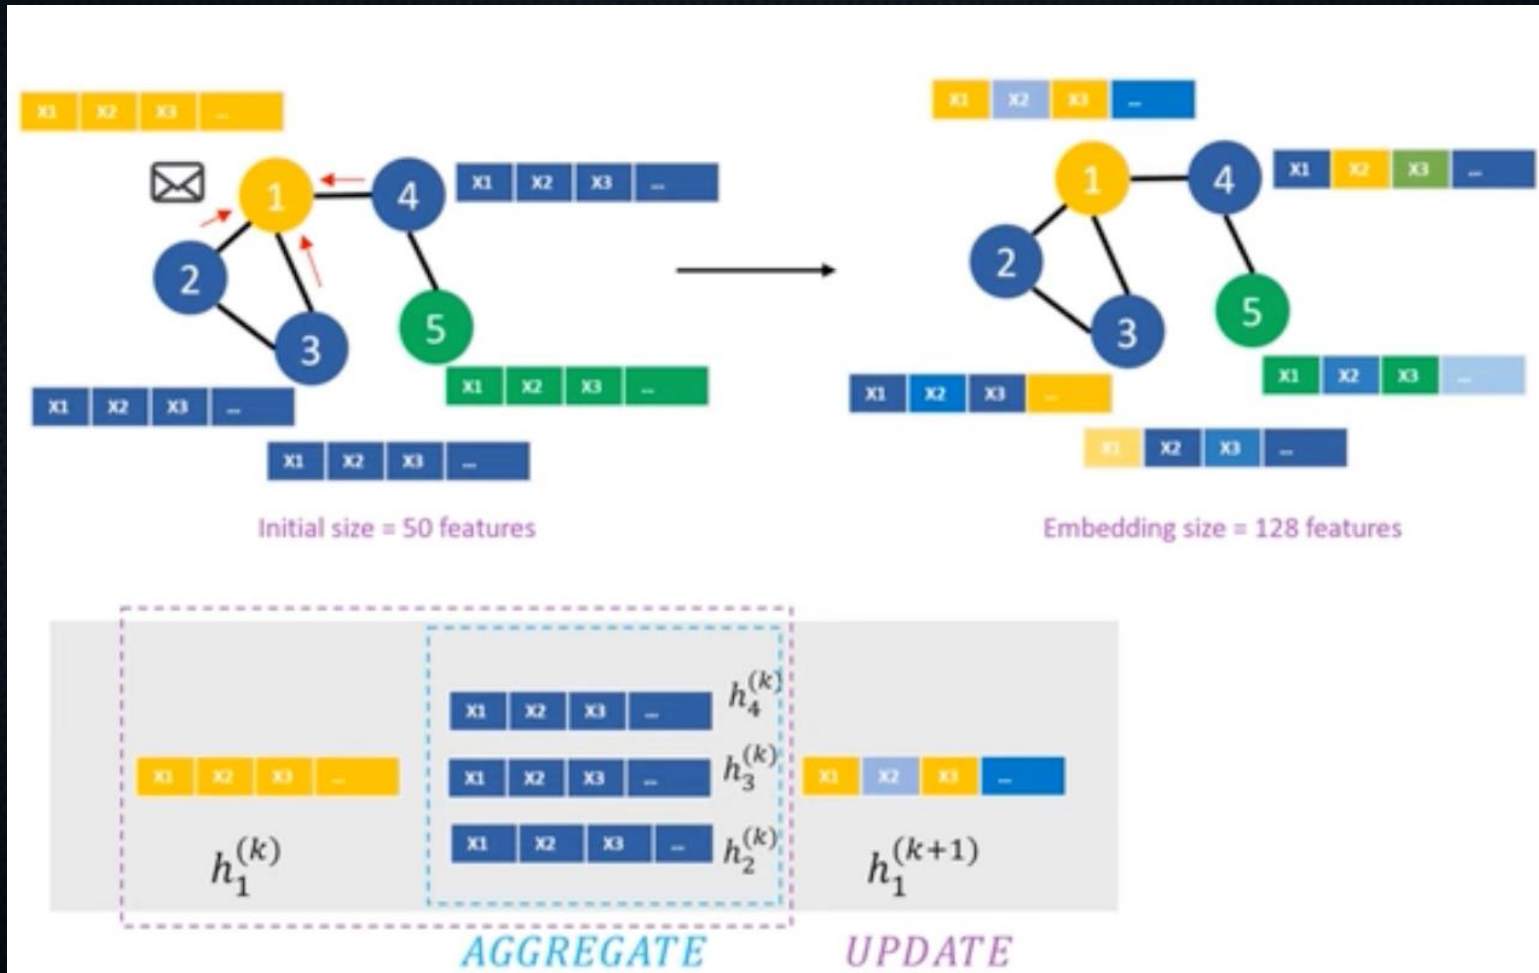 X1 X2 X3 ...
1
4
X1 X2 X3 ...
2
3
5
X1 X2 X3 ...
X1 X2 X3 ...
X1 X2 X3 ...
Initial size = 50 features
X1 X2 X3 ...
1
4
X1 X2 X3 ...
2
3
5
X1 X2 X3 ...
X1 X2 X3 ...
X1 X2 X3 ...
Embedding size = 128 features
X1 X2 X3 ...
h₁⁽ᵏ⁾
X1 X2 X3 ... h₄⁽ᵏ⁾
X1 X2 X3 ... h₃⁽ᵏ⁾
X1 X2 X3 ... h₂⁽ᵏ⁾
X1 X2 X3 ...
h₁⁽ᵏ⁺¹⁾
AGGREGATE
UPDATE